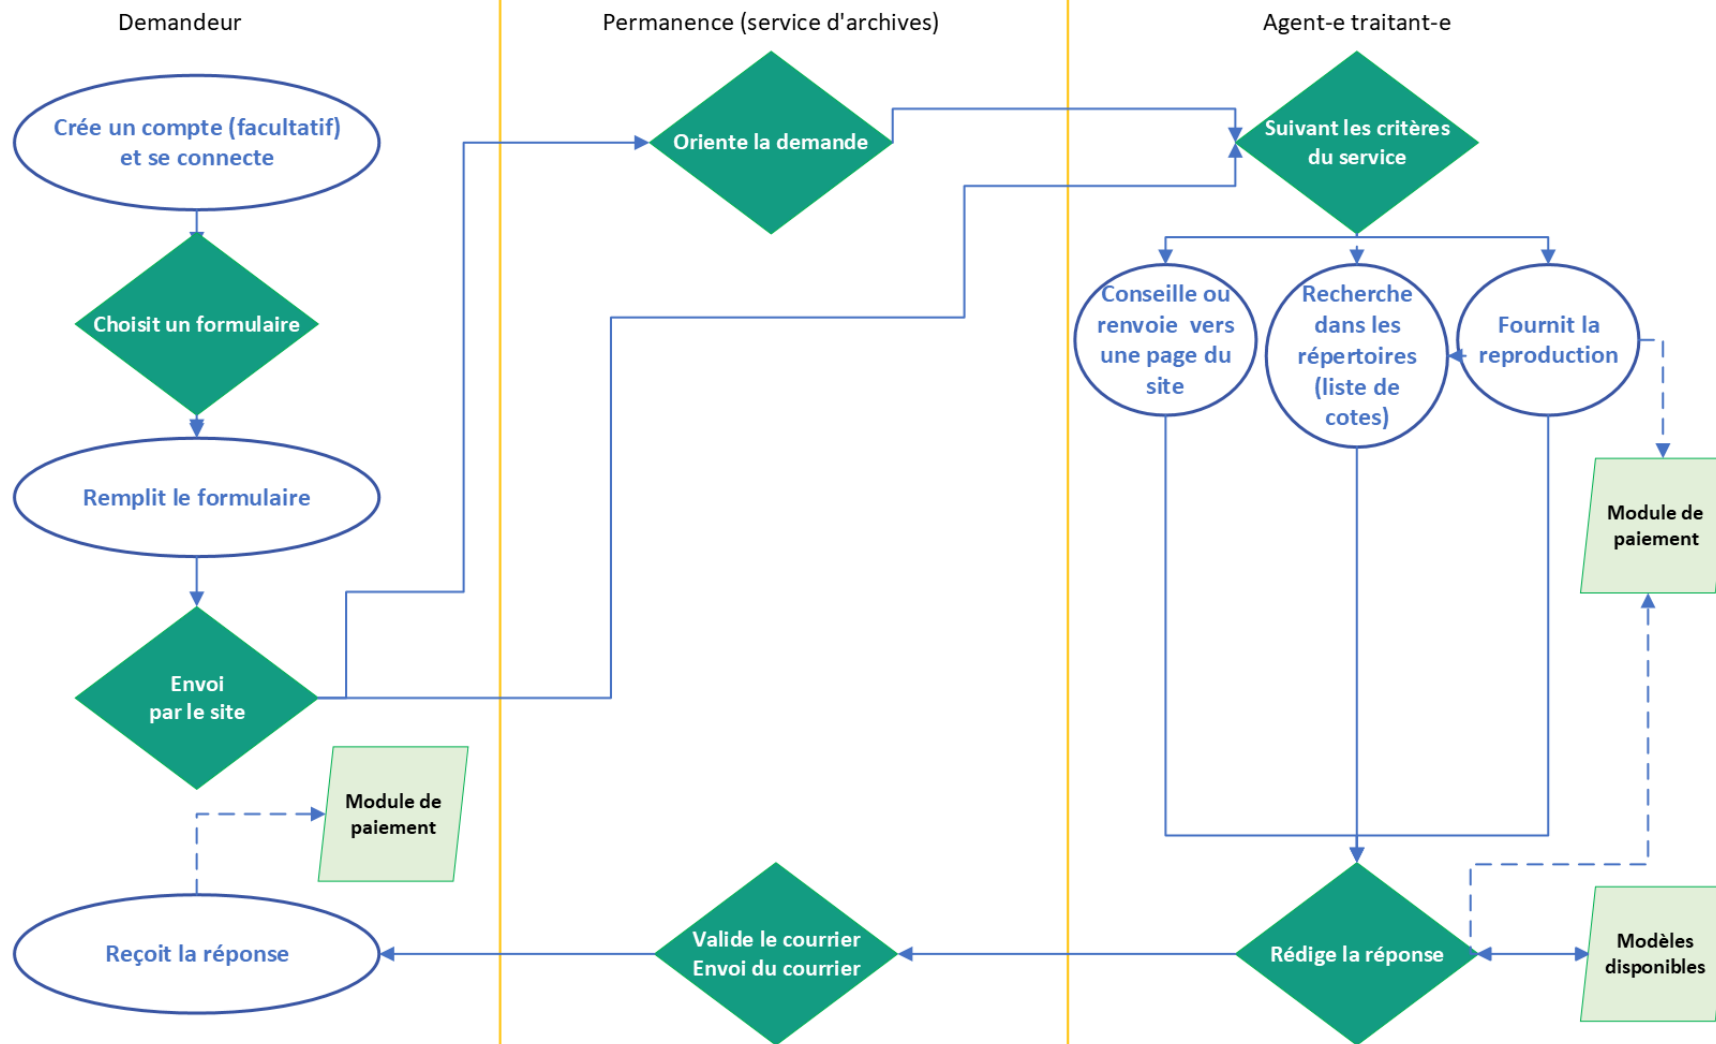 Demandeur
Permanence (service d'archives)
Agent-e traitant-e
Crée un compte (facultatif)
et se connecte
Oriente la demande
Suivant les critères
du service
Choisit un formulaire
Conseille ou
renvoie vers
une page du
site
Recherche
dans les
répertoires
(liste de
cotes)
Fournit la
reproduction
Remplit le formulaire
Module de
paiement
Envoi
par le site
Module de
paiement
Reçoit la réponse
Valide le courrier
Envoi du courrier
Rédige la réponse
Modèles
disponibles